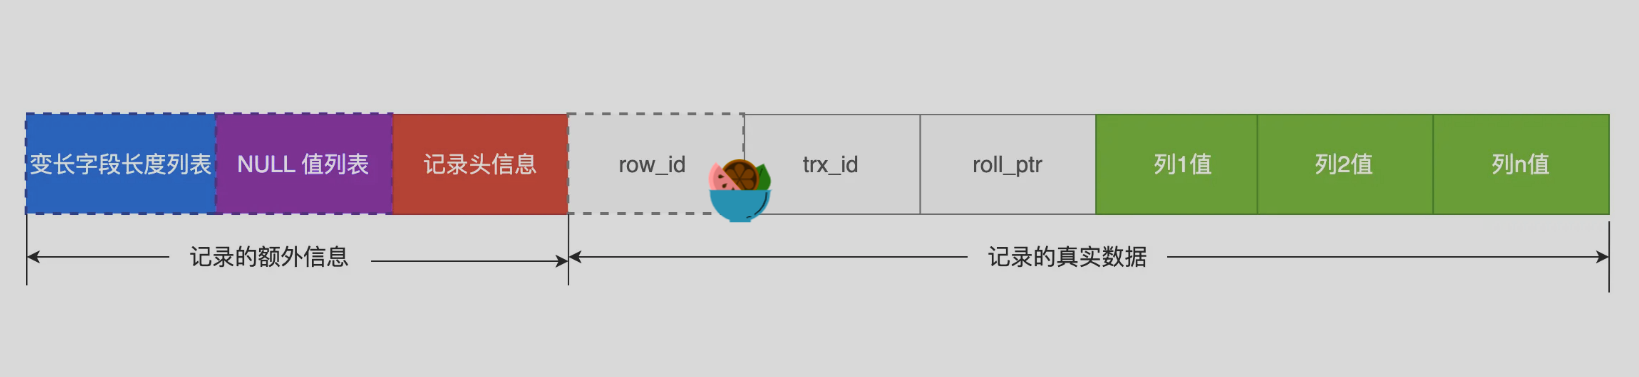 变长字段长度列表
NULL 值列表
记录头信息
row_id
trx_id
roll_ptr
列1值
列2值
列n值
记录的额外信息
记录的真实数据